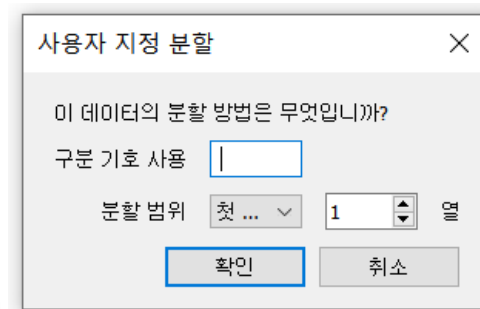 사용자 지정 분할
이 데이터의 분할 방법은 무엇입니까?
구분 기호 사용
분할 범위 첫 ... 1 열
확인 취소